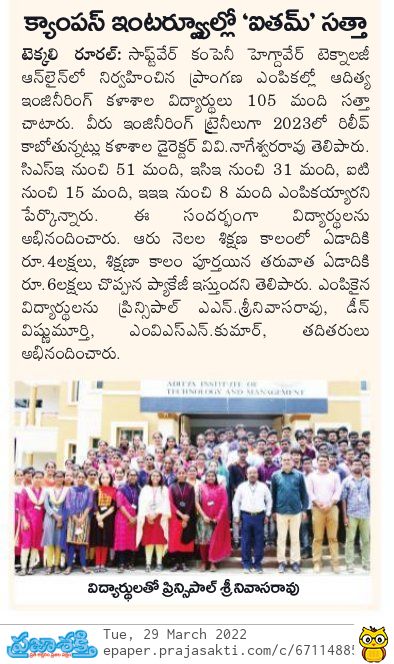 క్యాంపస్ ఇంటర్వ్యూల్లో 'ఐతమ్' సత్తా
టెక్కలి రూరల్: సాఫ్ట్‌వేర్ కంపెనీ హెగ్దావేర్ టెక్నాలజీ
ఆన్‌లైన్‌లో నిర్వహించిన ప్రాంగణ ఎంపికల్లో ఆదిత్య
ఇంజినీరింగ్ కళాశాల విద్యార్థులు 105 మంది సత్తా
చాటారు. వీరు ఇంజినీరింగ్ ట్రైనీలుగా 2023లో రిలీవ్
కాబోతున్నట్లు కళాశాల డైరెక్టర్ వివి.నాగేశ్వరరావు తెలిపారు.
సిఎస్ఇ నుంచి 51 మంది, ఇసిఇ నుంచి 31 మంది, ఐటి
నుంచి 15 మంది, ఇఇఇ నుంచి 8 మంది ఎంపికయ్యారని
పేర్కొన్నారు. ఈ సందర్భంగా విద్యార్థులను
అభినందించారు. ఆరు నెలల శిక్షణ కాలంలో ఏడాదికి
రూ.4లక్షలు, శిక్షణా కాలం పూర్తయిన తరువాత ఏడాదికి
రూ.6లక్షలు చొప్పున ప్యాకేజీ ఇస్తుందని తెలిపారు. ఎంపికైన
విద్యార్థులను ప్రిన్సిపాల్ ఎఎన్.శ్రీనివాసరావు, డీన్
విష్ణుమూర్తి, ఎంవిఎస్ఎన్.కుమార్, తదితరులు
అభినందించారు.
ADITYA INSTITUTE OF
TECHNOLOGY AND MANAGEMENT
విద్యార్థులతో ప్రిన్సిపాల్ శ్రీనివాసరావు
ప్రజాశక్తి
Tue, 29 March 2022
epaper.prajasakti.com/c/67114885